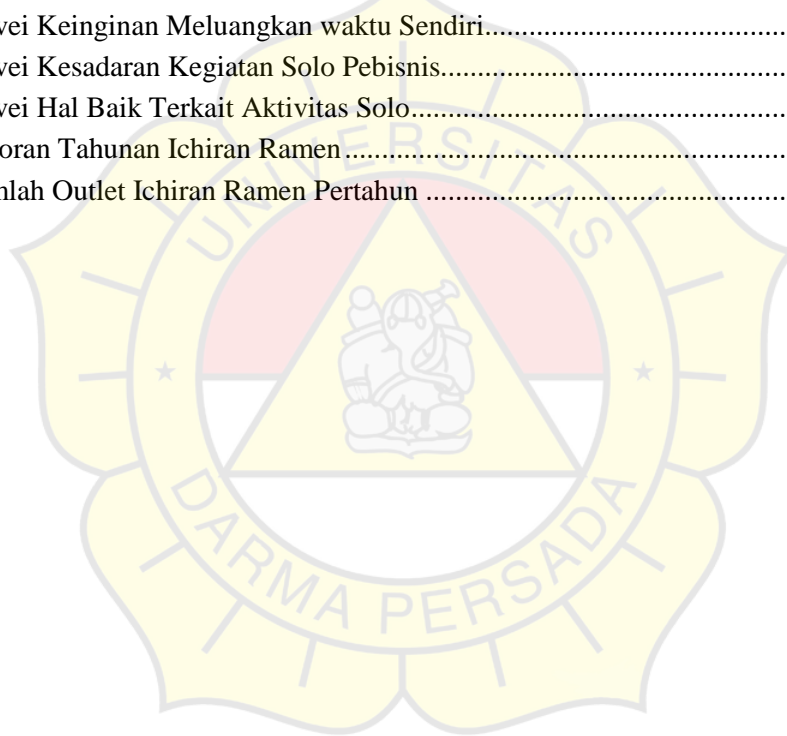 vei Keinginan Meluangkan waktu Sendiri................................................
vei Kesadaran Kegiatan Solo Pebisnis......................................................
vei Hal Baik Terkait Aktivitas Solo..........................................................
oran Tahunan Ichiran Ramen...................................................................
nlah Outlet Ichiran Ramen Pertahun ........................................................
UNIVERSITAS
DARMA PERSADA